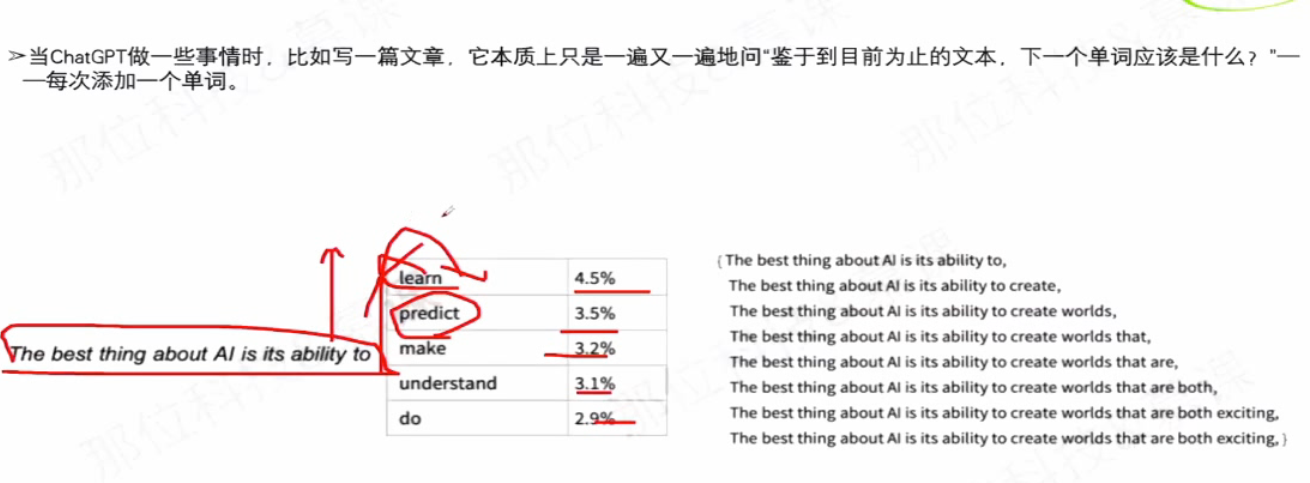 ➢当ChatGPT做一些事情时，比如写一篇文章，它本质上只是一遍又一遍地问“鉴于到目前为止的文本，下一个单词应该是什么？"—
—每次添加一个单词。
The best thing about AI is its ability to
learn 4.5%
predict 3.5%
make 3.2%
understand 3.1%
do 2.9%
{The best thing about AI is its ability to,
The best thing about AI is its ability to create,
The best thing about AI is its ability to create worlds,
The best thing about AI is its ability to create worlds that,
The best thing about AI is its ability to create worlds that are,
The best thing about AI is its ability to create worlds that are both,
The best thing about AI is its ability to create worlds that are both exciting,
The best thing about AI is its ability to create worlds that are both exciting,}
那位科技&慕课